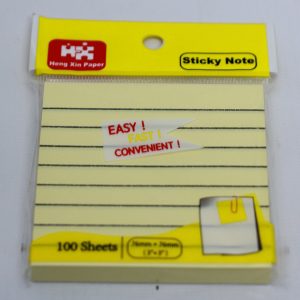 HX
Heng Xin Paper
Sticky Note
EASY !
FAST !
CONVENIENT !
100 Sheets
76mm × 76mm
( 3" × 3" )